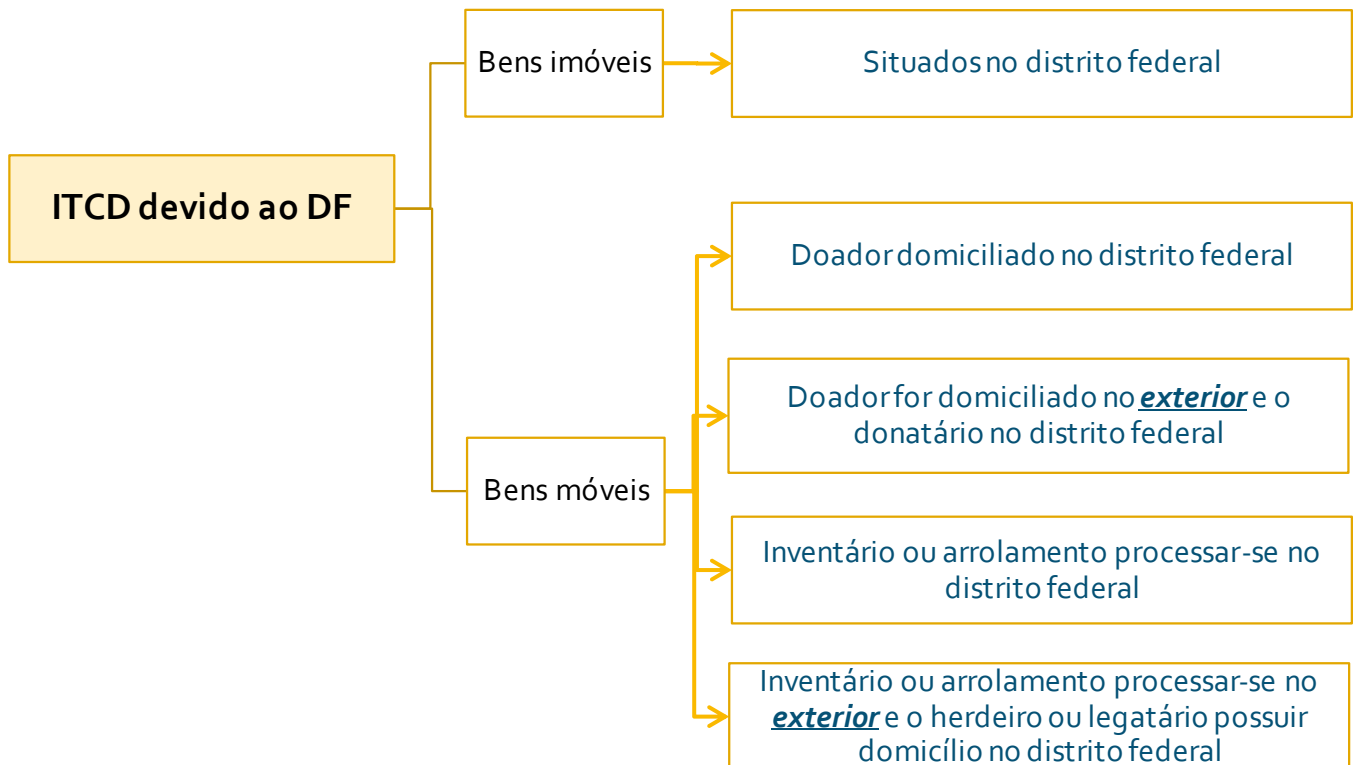 Bens imóveis
Situados no distrito federal
ITCD devido ao DF
Doador domiciliado no distrito federal
Doador for domiciliado no exterior e o
donatário no distrito federal
Bens móveis
Inventário ou arrolamento processar-se no
distrito federal
Inventário ou arrolamento processar-se no
exterior e o herdeiro ou legatário possuir
domicílio no distrito federal